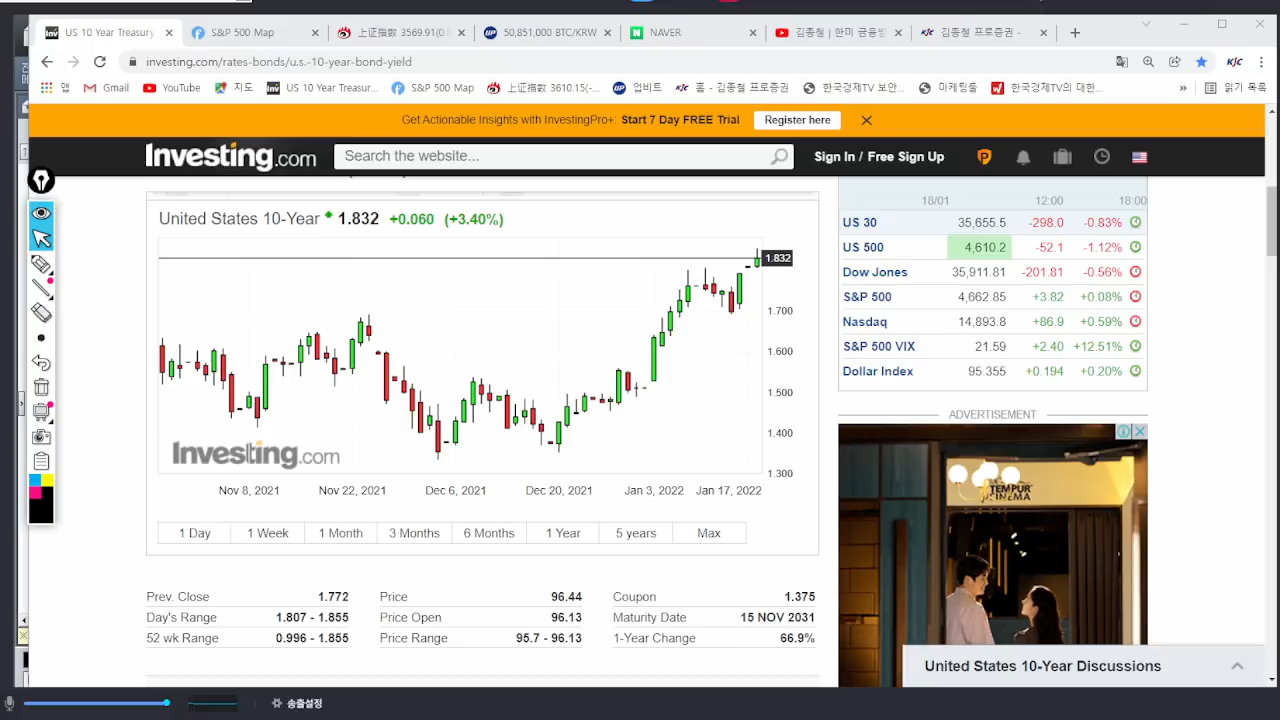 US 10 Year Treasury
S&P 500 Map
上证指数 3569.91(0.
50,851,000 BTC/KRW
NAVER
김종철 | 한미 금융빙
김종철 프로증권 -
investing.com/rates-bonds/u.s.-10-year-bond-yield
KJC
앱
Gmail
YouTube
지도
US 10 Year Treasur...
S&P 500 Map
上证指数 3610.15(-...
업비트
홈 - 김종철 프로증권
한국경제TV 보안...
마케팅툴
한국경제TV의 대한...
»
읽기 목록
Get Actionable Insights with InvestingPro+: Start 7 Day FREE Trial
Register here
Investing.com
Search the website...
Sign In / Free Sign Up
United States 10-Year 1.832 +0.060 (+3.40%)
1.832
1.700
1.600
1.500
1.400
1.300
Investing.com
Nov 8, 2021 Nov 22, 2021 Dec 6, 2021 Dec 20, 2021 Jan 3, 2022 Jan 17, 2022
1 Day 1 Week 1 Month 3 Months 6 Months 1 Year 5 years Max
Prev. Close 1.772 Price 96.44 Coupon 1.375
Day's Range 1.807 - 1.855 Price Open 96.13 Maturity Date 15 NOV 2031
52 wk Range 0.996 - 1.855 Price Range 95.7 - 96.13 1-Year Change 66.9%
18/01 12:00 18:00
US 30 35,655.5 -298.0 -0.83%
US 500 4,610.2 -52.1 -1.12%
Dow Jones 35,911.81 -201.81 -0.56%
S&P 500 4,662.85 +3.82 +0.08%
Nasdaq 14,893.8 +86.9 +0.59%
S&P 500 VIX 21.59 +2.40 +12.51%
Dollar Index 95.355 +0.194 +0.20%
ADVERTISEMENT
TEMPUR
CINEMA
United States 10-Year Discussions
송출설정